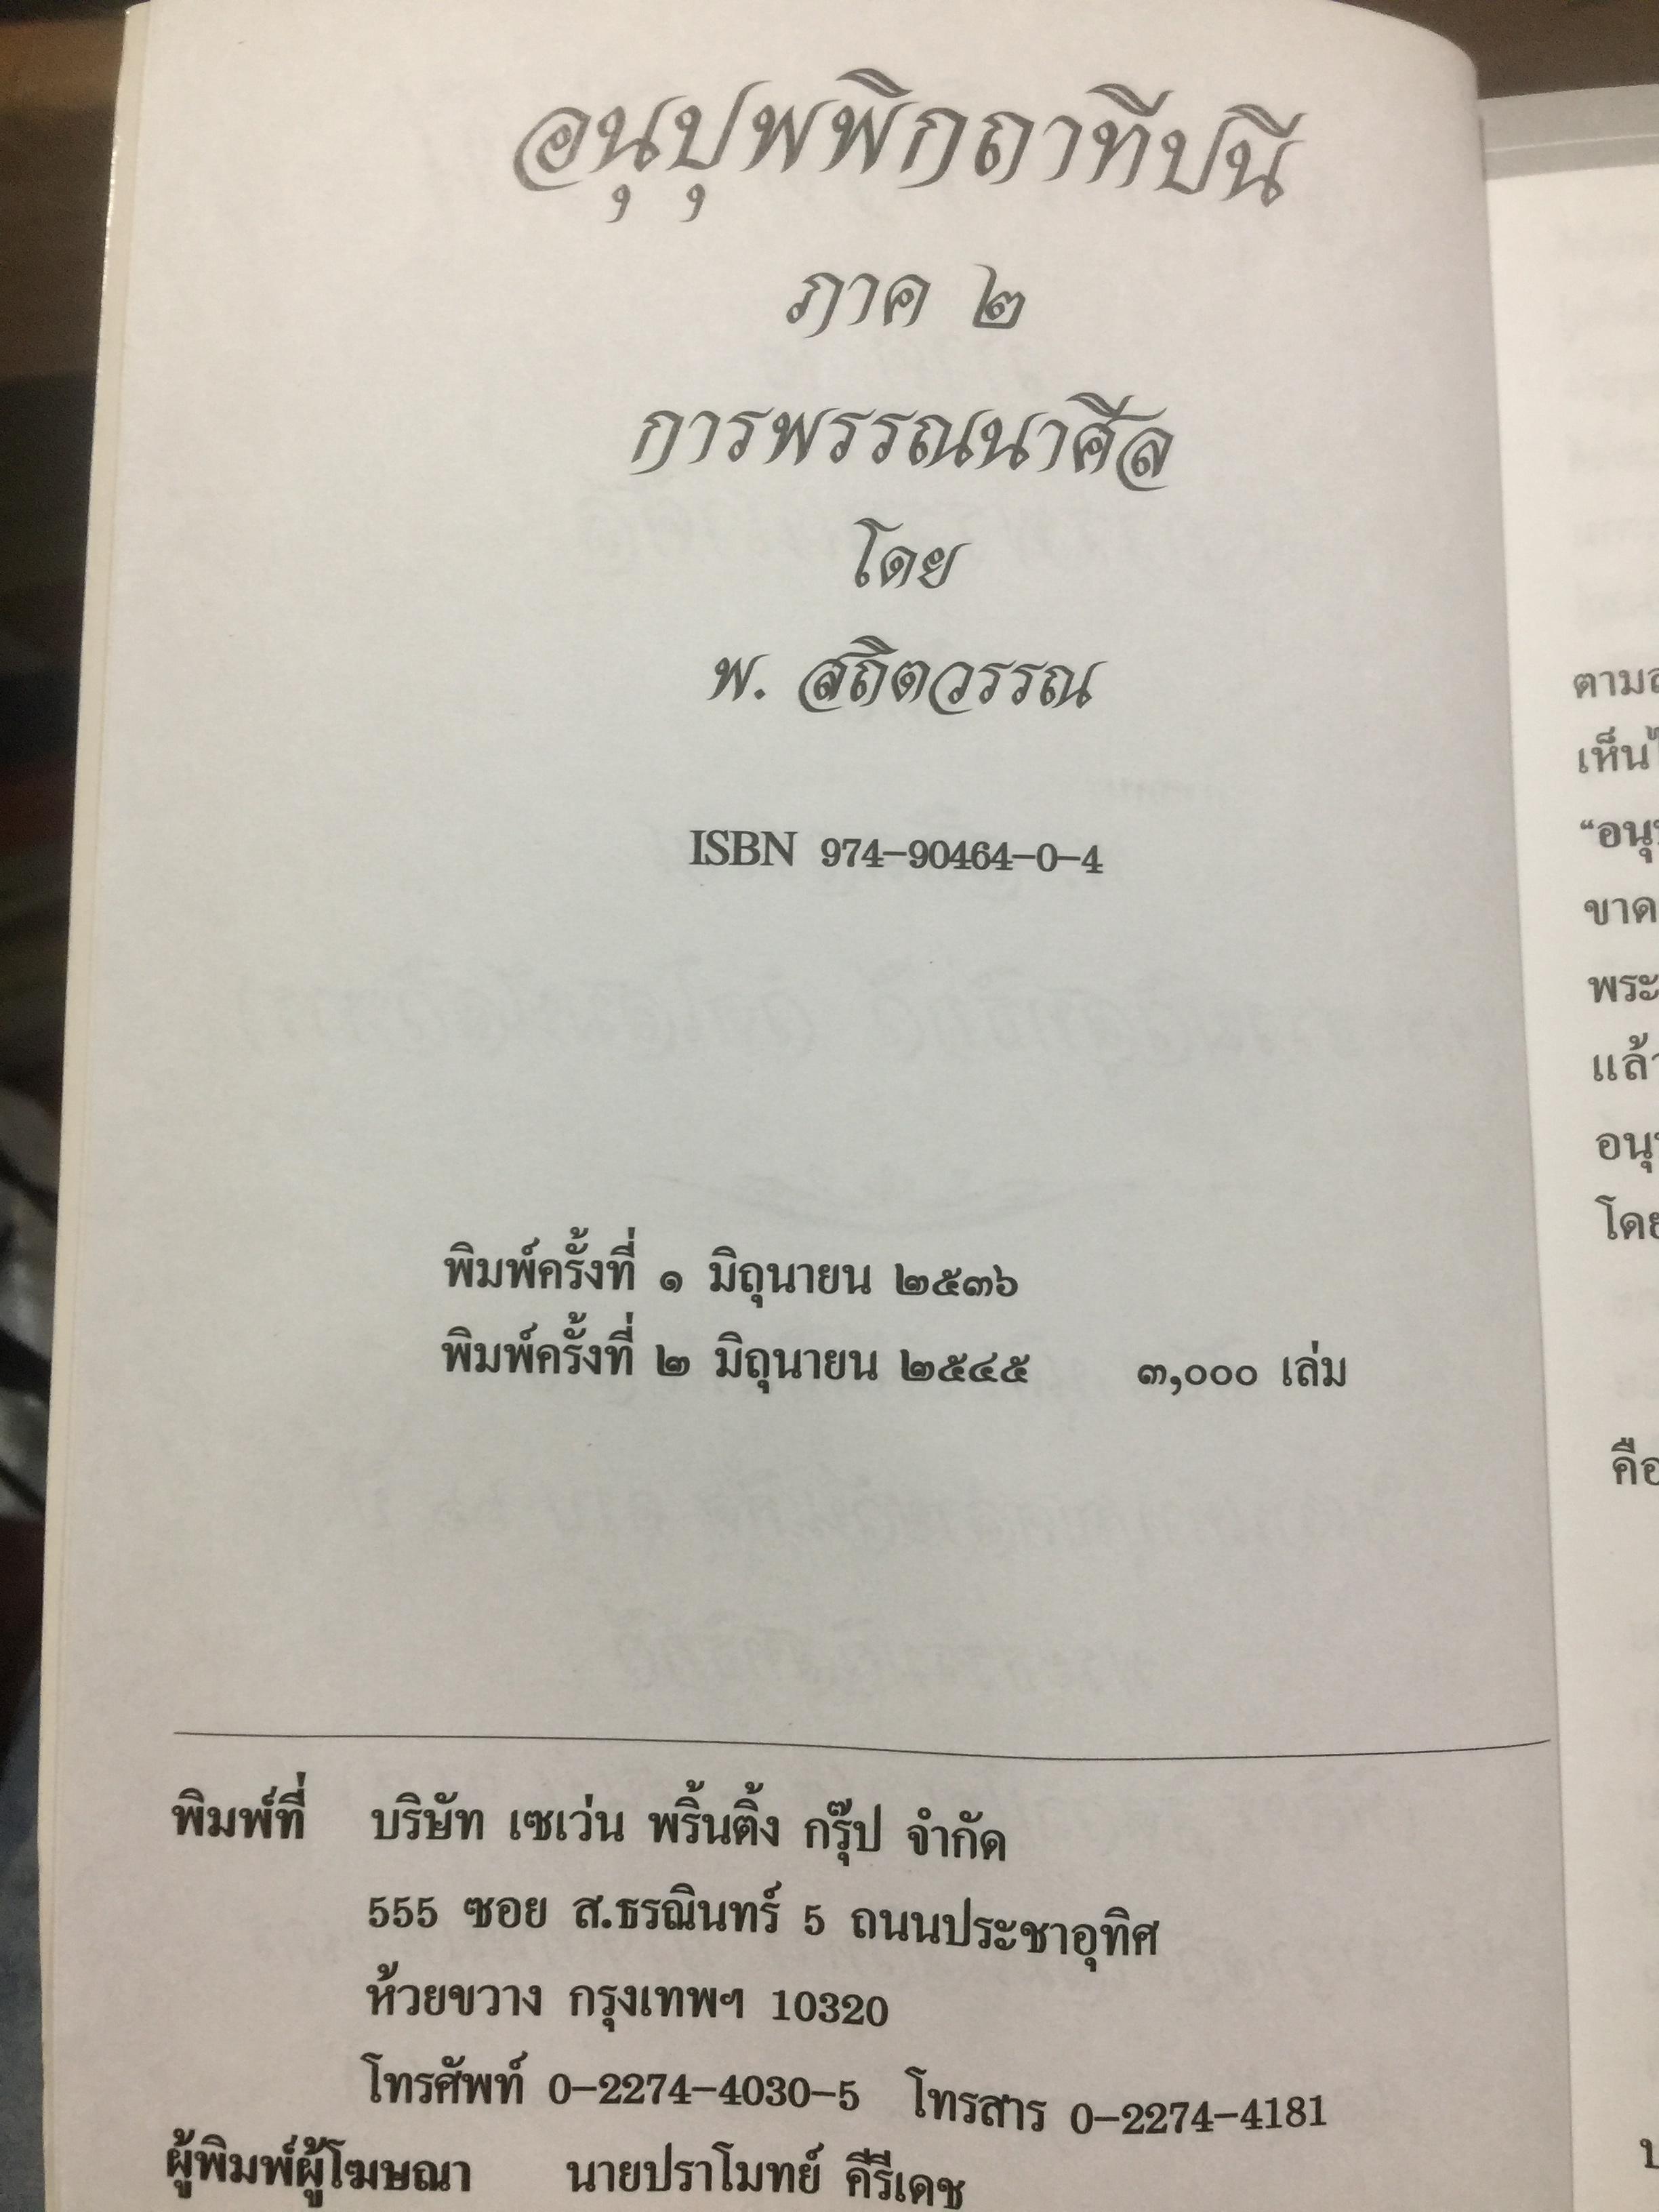 อนุปุพพิกถาทีปนี
ภาค ๒
การพรรณนาศีล
โดย
พ. สถิตวรรณ
ISBN 974-90464-0-4
พิมพ์ครั้งที่ ๑ มิถุนายน ๒๕๓๖
พิมพ์ครั้งที่ ๒ มิถุนายน ๒๕๔๕ ๓,๐๐๐ เล่ม
พิมพ์ที่ บริษัท เซเว่น พริ้นติ้ง กรุ๊ป จำกัด
555 ซอย ส.ธรณินทร์ 5 ถนนประชาอุทิศ
ห้วยขวาง กรุงเทพฯ 10320
โทรศัพท์ 0-2274-4030-5 โทรสาร 0-2274-4181
ผู้พิมพ์ผู้โฆษณา นายปราโมทย์ คีรีเดช
ขาด
พระ
คือ